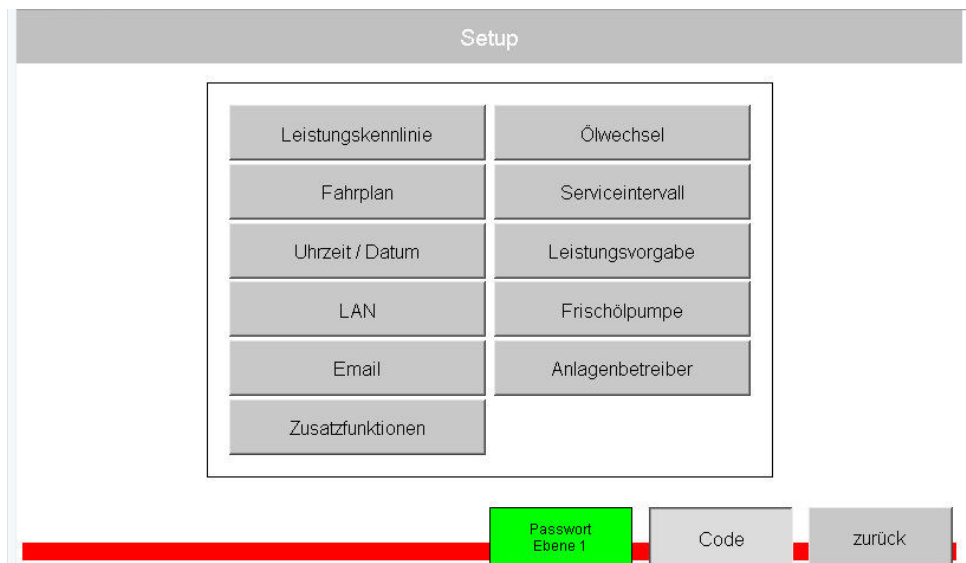 Setup
Leistungskennlinie
Ölwechsel
Fahrplan
Serviceintervall
Uhrzeit / Datum
Leistungsvorgabe
LAN
Frischölpumpe
Email
Anlagenbetreiber
Zusatzfunktionen
Passwort
Ebene 1
Code
zurück